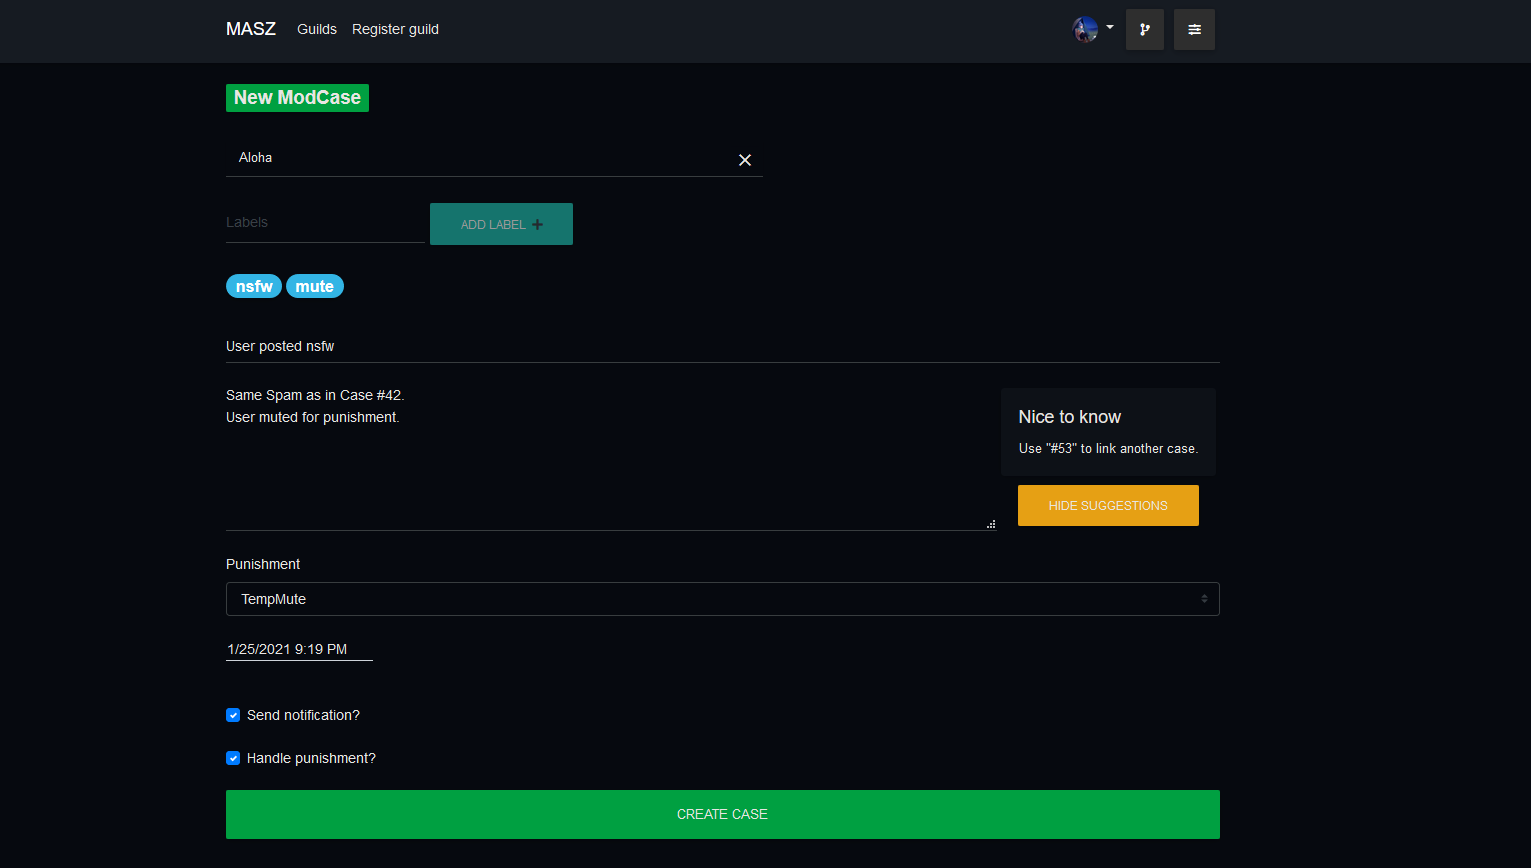 MASZ Guilds Register guild
New ModCase
Aloha
Labels ADD LABEL
nsfw mute
User posted nsfw
Same Spam as in Case #42.
User muted for punishment.
Nice to know
Use "#53" to link another case.
HIDE SUGGESTIONS
Punishment
TempMute
1/25/2021 9:19 PM
Send notification?
Handle punishment?
CREATE CASE